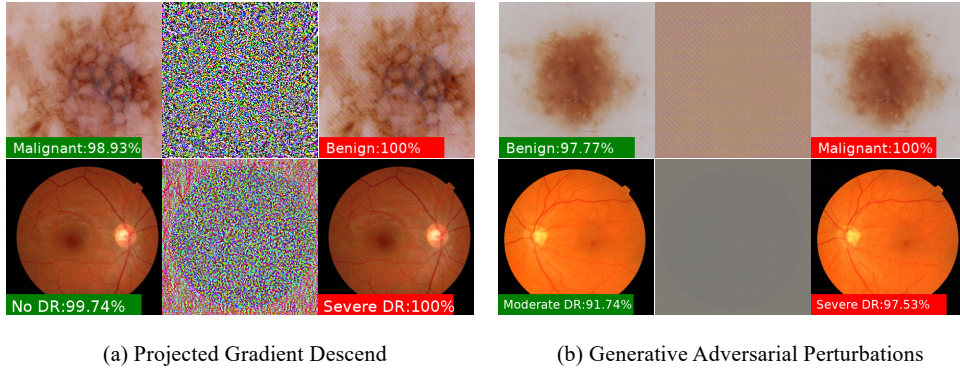 Malignant:98.93%
Benign:100%
Benign:97.77%
Malignant:100%
No DR:99.74%
Severe DR:100%
Moderate DR:91.74%
Severe DR:97.53%
(a) Projected Gradient Descend
(b) Generative Adversarial Perturbations